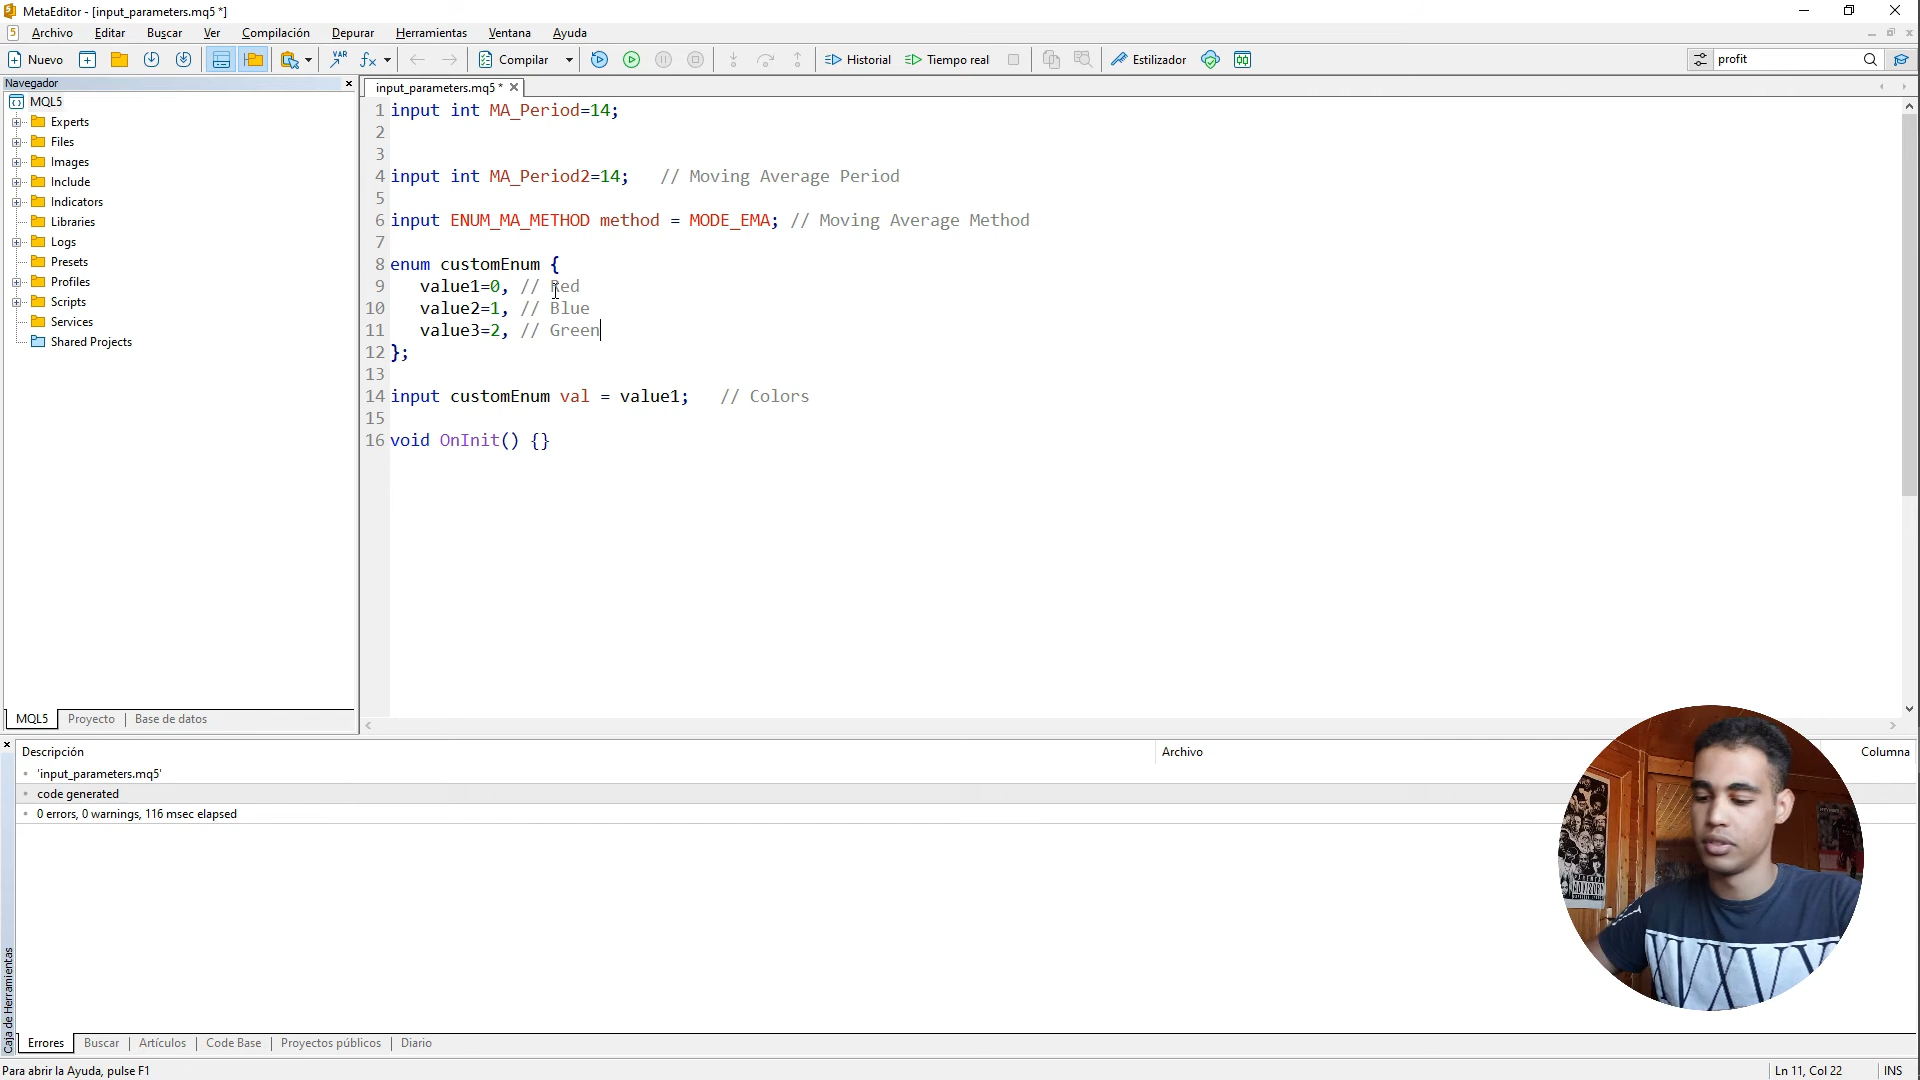 MetaEditor - [input_parameters.mq5 *]
Archivo Editar Buscar Ver Compilación Depurar Herramientas Ventana Ayuda
Nuevo Compilar Historial Tiempo real Estilizador profit
Navegador
input_parameters.mq5 *
MQL5
Experts
Files
Images
Include
Indicators
Libraries
Logs
Presets
Profiles
Scripts
Services
Shared Projects
MQL5 Proyecto Base de datos
1 input int MA_Period=14;
2
3
4 input int MA_Period2=14; // Moving Average Period
5
6 input ENUM_MA_METHOD method = MODE_EMA; // Moving Average Method
7
8 enum customEnum {
9 value1=0, // Red
10 value2=1, // Blue
11 value3=2, // Green
12 };
13
14 input customEnum val = value1; // Colors
15
16 void OnInit() {}
Descripción Archivo Columna
'input_parameters.mq5'
code generated
0 errors, 0 warnings, 116 msec elapsed
Caja de Herramientas
Errores Buscar Artículos Code Base Proyectos públicos Diario
Para abrir la Ayuda, pulse F1 Ln 11, Col 22 INS